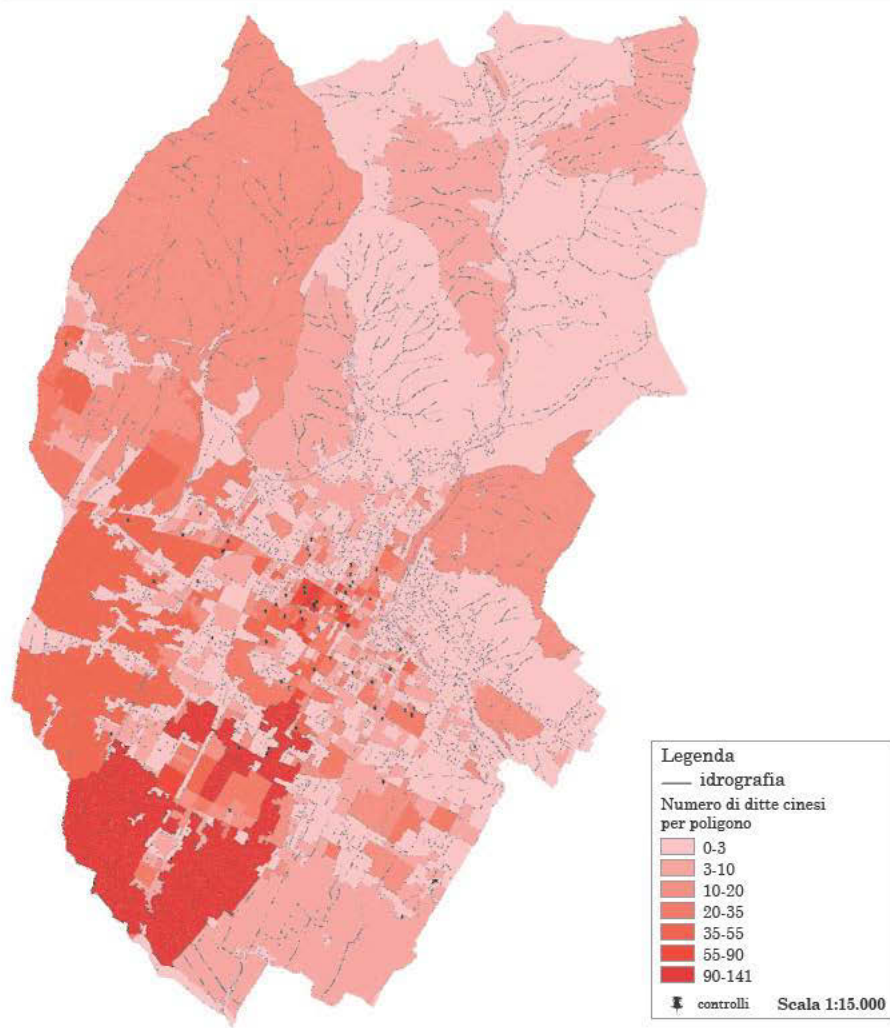 Legenda
idrografia
Numero di ditte cinesi
per poligono
0-3
3-10
10-20
20-35
35-55
55-90
90-141
controlli Scala 1:15.000